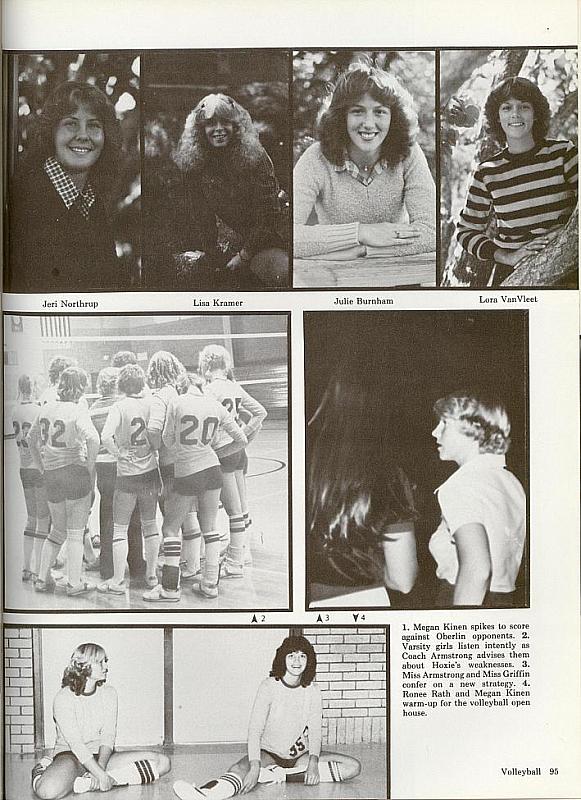 Jeri Northrup
Lisa Kramer
Julie Burnham
Lora VanVleet
32
2
20
▲2
▲3
▼4
1. Megan Kinen spikes to score
against Oberlin opponents. 2.
Varsity girls listen intently as
Coach Armstrong advises them
about Hoxie's weaknesses. 3.
Miss Armstrong and Miss Griffin
confer on a new strategy. 4.
Ronee Rath and Megan Kinen
warm-up for the volleyball open
house.
Volleyball 95